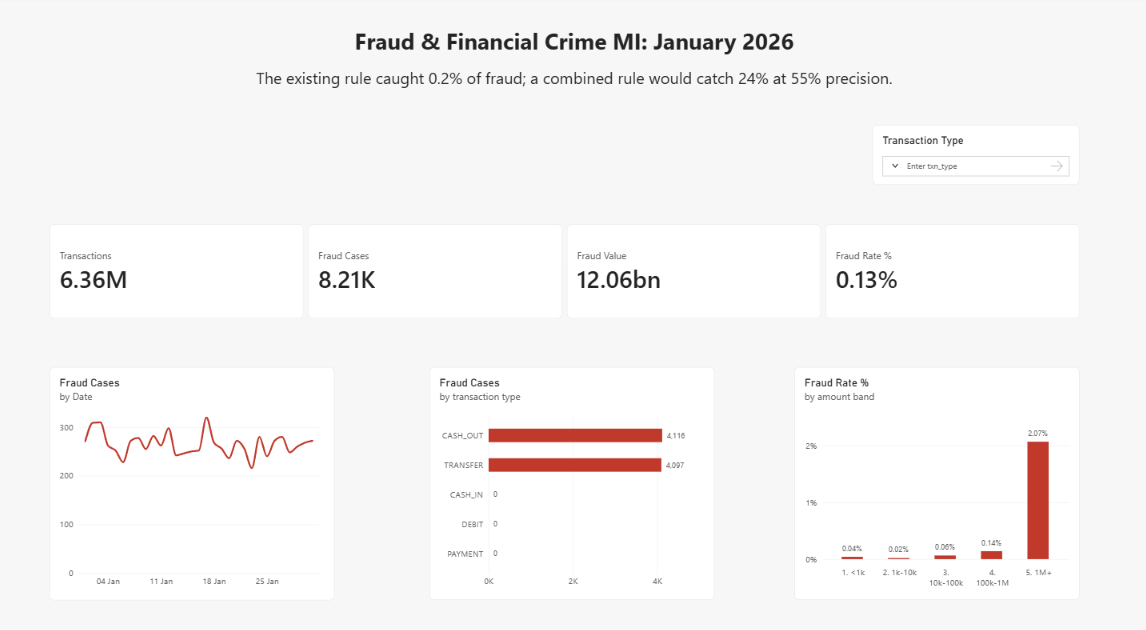 Fraud & Financial Crime MI: January 2026
The existing rule caught 0.2% of fraud; a combined rule would catch 24% at 55% precision.
Transaction Type
Enter txn_type
Transactions
6.36M
Fraud Cases
8.21K
Fraud Value
12.06bn
Fraud Rate %
0.13%
Fraud Cases
by Date
300
200
100
0
04 Jan
11 Jan
18 Jan
25 Jan
Fraud Cases
by transaction type
CASH_OUT
4,116
TRANSFER
4,097
CASH_IN
0
DEBIT
0
PAYMENT
0
0K
2K
4K
Fraud Rate %
by amount band
2%
1%
0%
0.04%
0.02%
0.06%
0.14%
2.07%
1. <1k
2. 1k-10k
3.
10k-100k
4.
100k-1M
5. 1M+